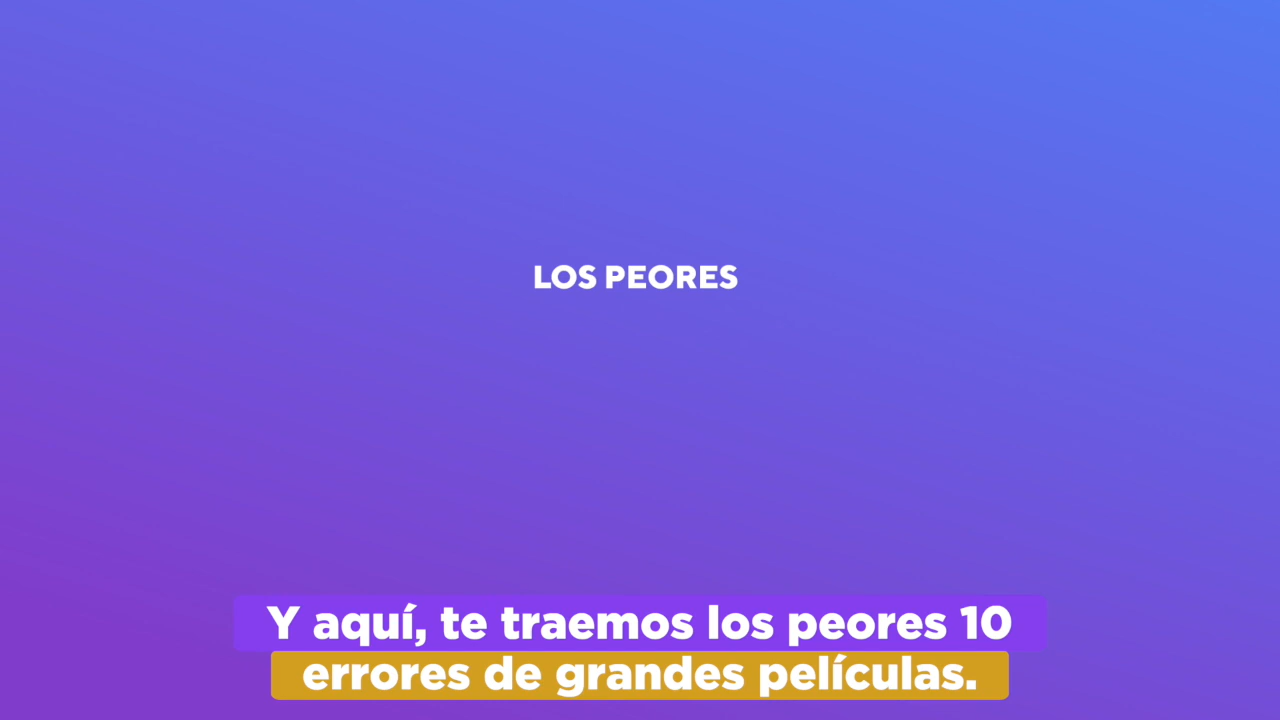 LOS PEORES
Y aquí, te traemos los peores 10
errores de grandes películas.